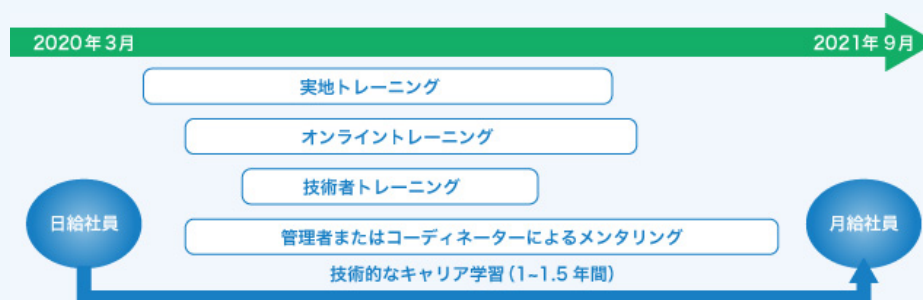 2020年3月
2021年9月
実地トレーニング
オンライントレーニング
技術者トレーニング
日給社員
管理者またはコーディネーターによるメンタリング
月給社員
技術的なキャリア学習(1~1.5年間)